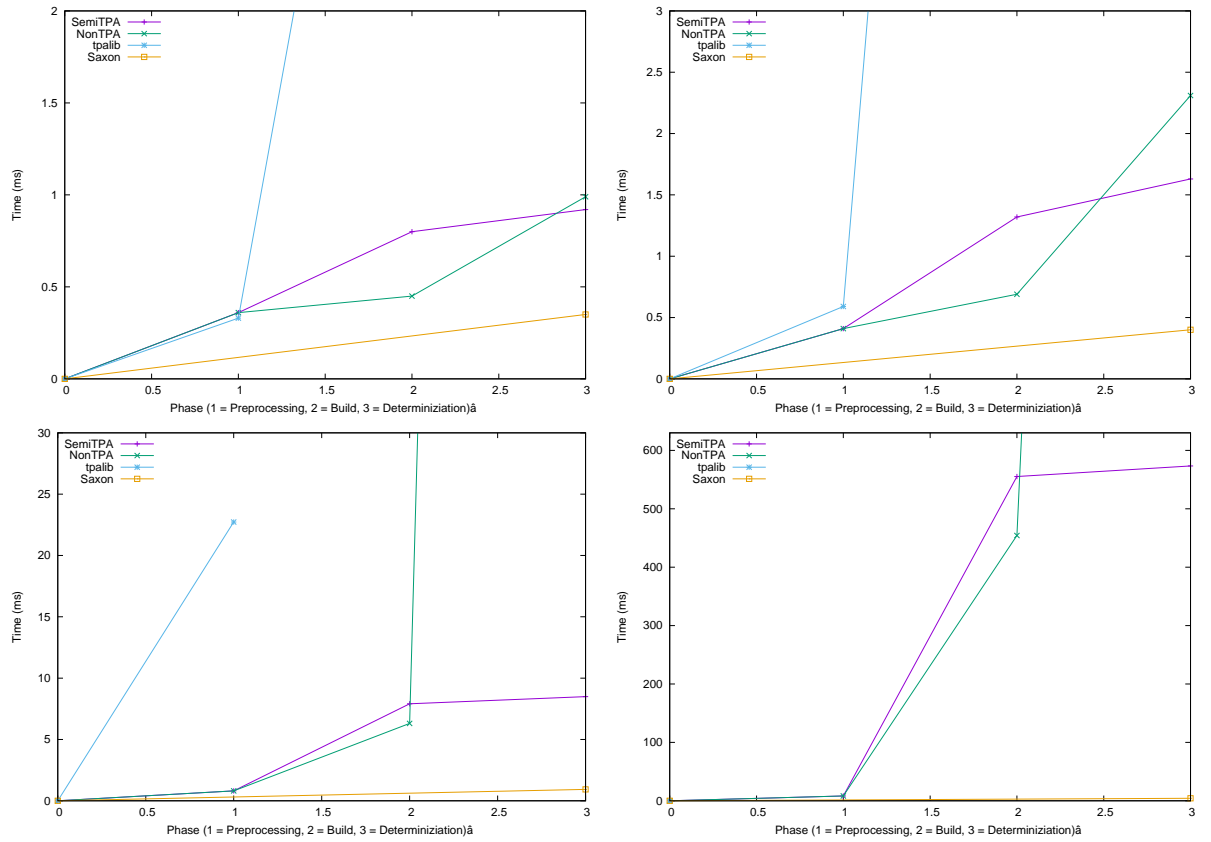 2
1.5
1
0.5
0
0
0.5
1
1.5
2
2.5
3
Time (ms)
Phase (1 = Preprocessing, 2 = Build, 3 = Determiniziation)â
SemiTPA
NonTPA
tpalib
Saxon
3
2.5
2
1.5
1
0.5
0
0
0.5
1
1.5
2
2.5
3
Time (ms)
Phase (1 = Preprocessing, 2 = Build, 3 = Determiniziation)â
SemiTPA
NonTPA
tpalib
Saxon
30
25
20
15
10
5
0
0
0.5
1
1.5
2
2.5
3
Time (ms)
Phase (1 = Preprocessing, 2 = Build, 3 = Determiniziation)â
SemiTPA
NonTPA
tpalib
Saxon
600
500
400
300
200
100
0
0
0.5
1
1.5
2
2.5
3
Time (ms)
Phase (1 = Preprocessing, 2 = Build, 3 = Determiniziation)â
SemiTPA
NonTPA
tpalib
Saxon